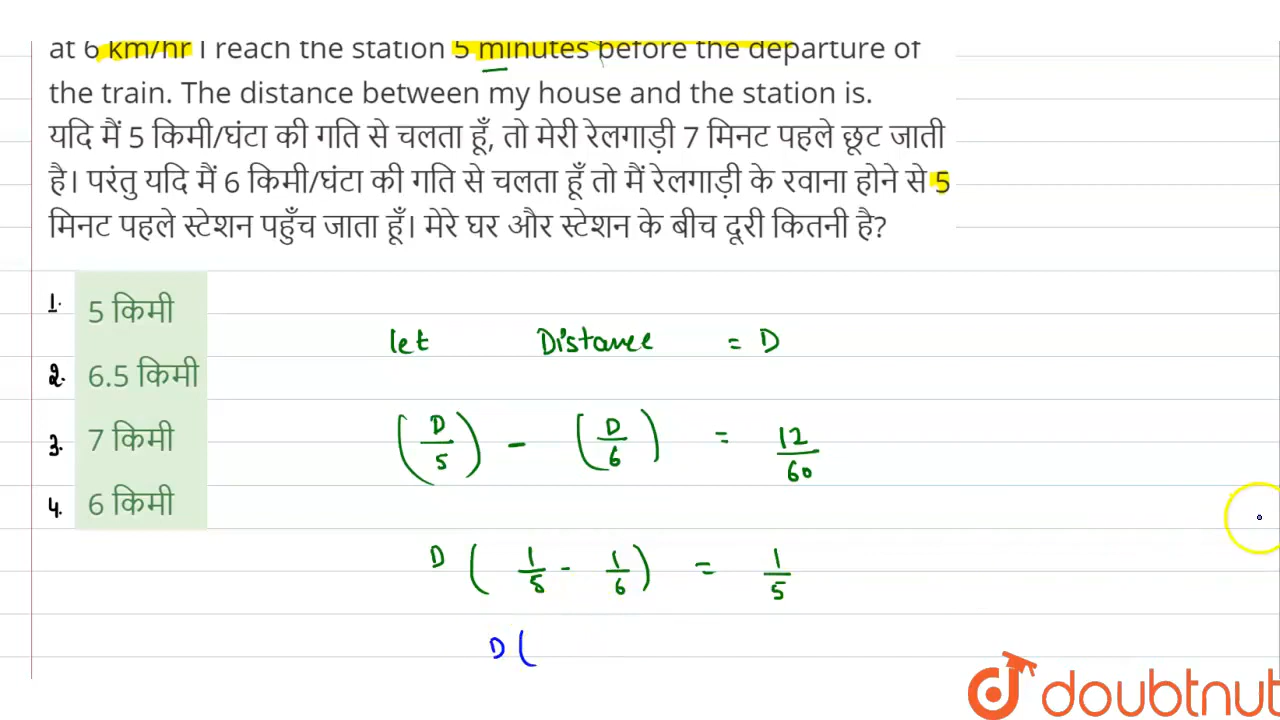 at 6 km/hr I reach the station 5 minutes before the departure of
the train. The distance between my house and the station is.
यदि मैं 5 किमी/घंटा की गति से चलता हूँ, तो मेरी रेलगाड़ी 7 मिनट पहले छूट जाती
है। परंतु यदि मैं 6 किमी/घंटा की गति से चलता हूँ तो मैं रेलगाड़ी के रवाना होने से 5
मिनट पहले स्टेशन पहुँच जाता हूँ। मेरे घर और स्टेशन के बीच दूरी कितनी है?
1. 5 किमी
2. 6.5 किमी
3. 7 किमी
4. 6 किमी
let Distance = D
(D/5) - (D/6) = 12/60
D (1/5 - 1/6) = 1/5
D (
doubtnut